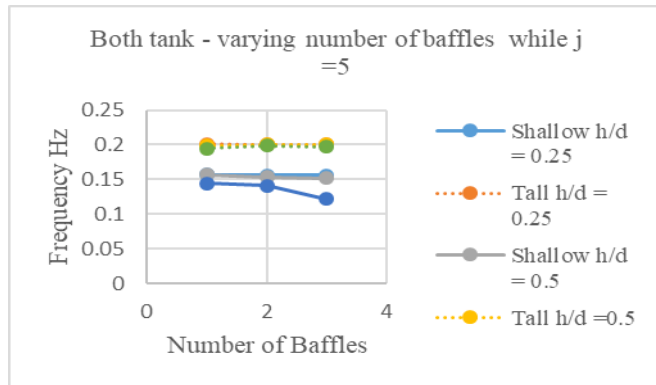 Both tank - varying number of baffles while j
=5
0.25
0.2
0.15
0.1
0.05
0
0
2
4
Frequency Hz
Number of Baffles
Shallow h/d
= 0.25
Tall h/d =
0.25
Shallow h/d
= 0.5
Tall h/d =0.5